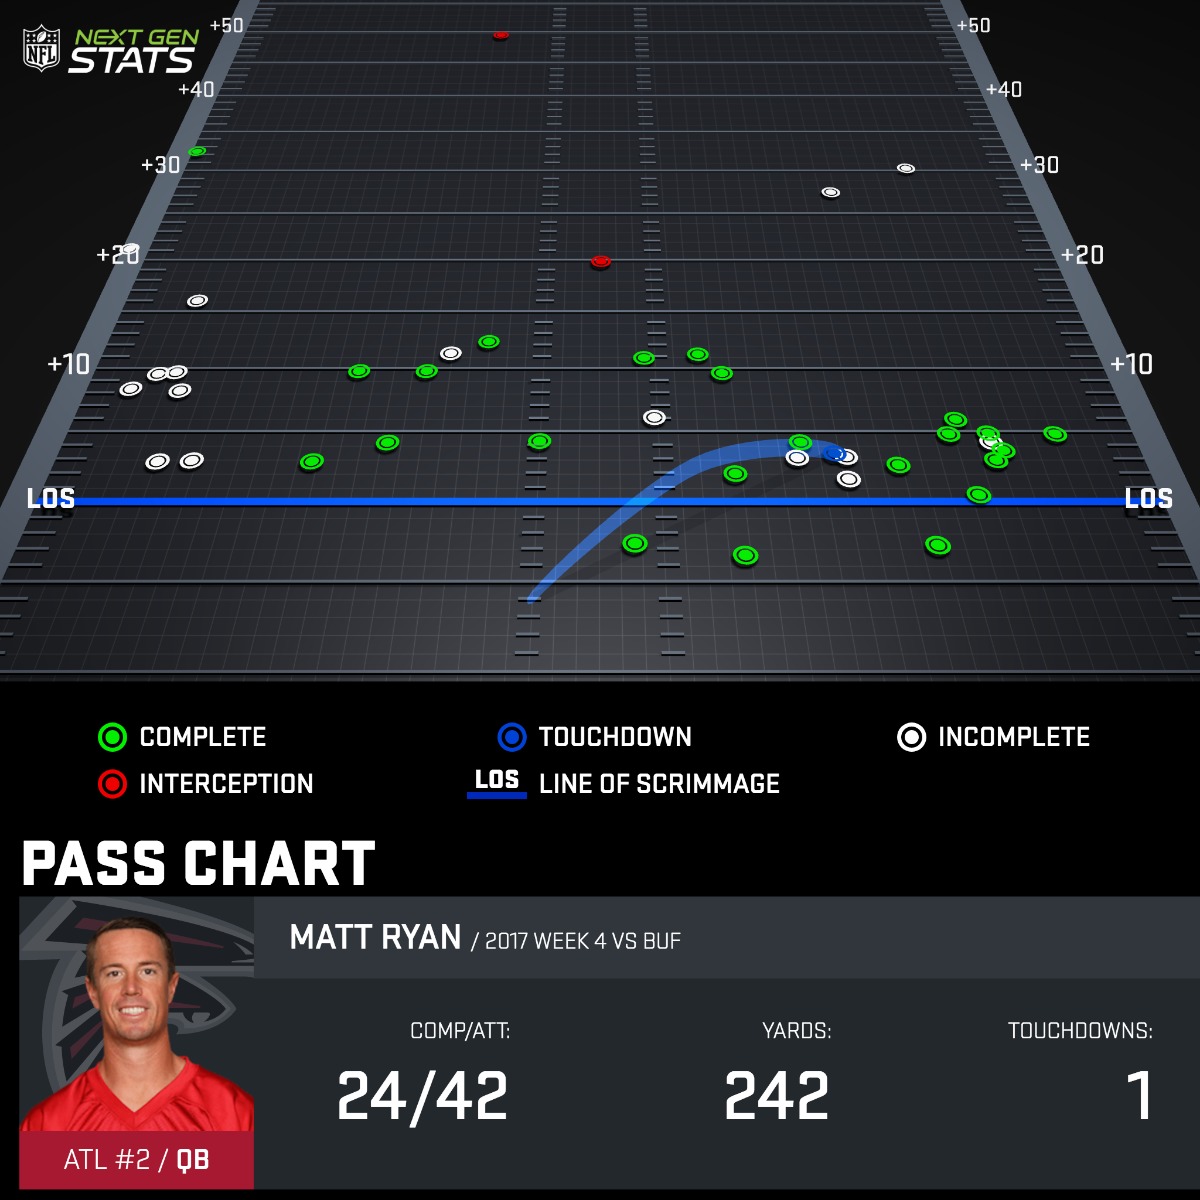 NFL
NEXT GEN
STATS
+50 +50
+40 +40
+30 +30
+20 +20
+10 +10
LOS LOS
COMPLETE TOUCHDOWN INCOMPLETE
INTERCEPTION LOS LINE OF SCRIMMAGE
PASS CHART
MATT RYAN / 2017 WEEK 4 VS BUF
COMP/ATT: YARDS: TOUCHDOWNS:
24/42 242 1
ATL #2 / QB